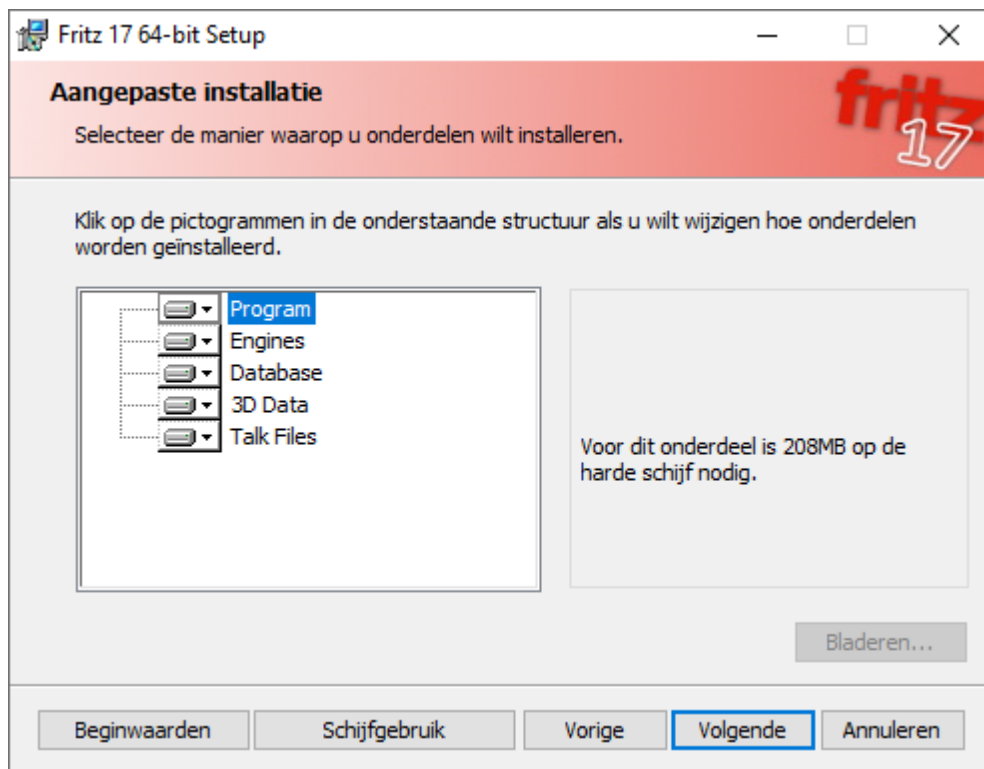 Fritz 17 64-bit Setup
Aangepaste installatie
Selecteer de manier waarop u onderdelen wilt installeren.
fritz
17
Klik op de pictogrammen in de onderstaande structuur als u wilt wijzigen hoe onderdelen
worden geïnstalleerd.
Program
Engines
Database
3D Data
Talk Files
Voor dit onderdeel is 208MB op de
harde schijf nodig.
Bladeren...
Beginwaarden
Schijfgebruik
Vorige
Volgende
Annuleren